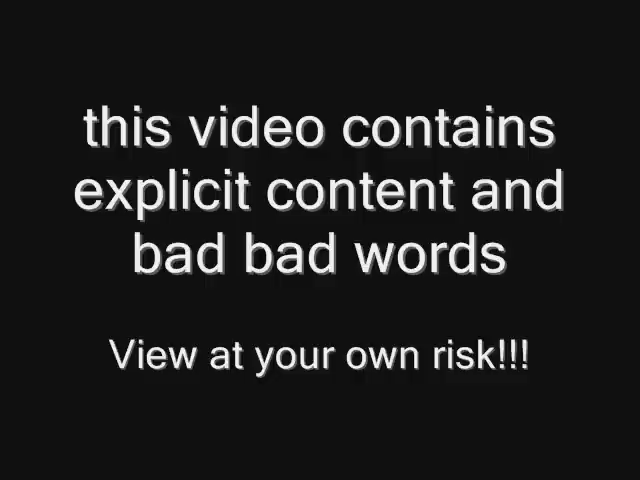 this video contains
explicit content and
bad bad words
View at your own risk!!!